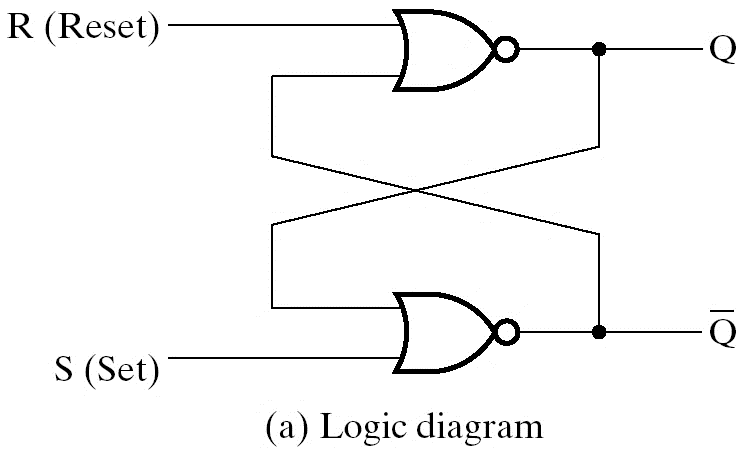 R (Reset)
Q
Q̅
S (Set)
(a) Logic diagram